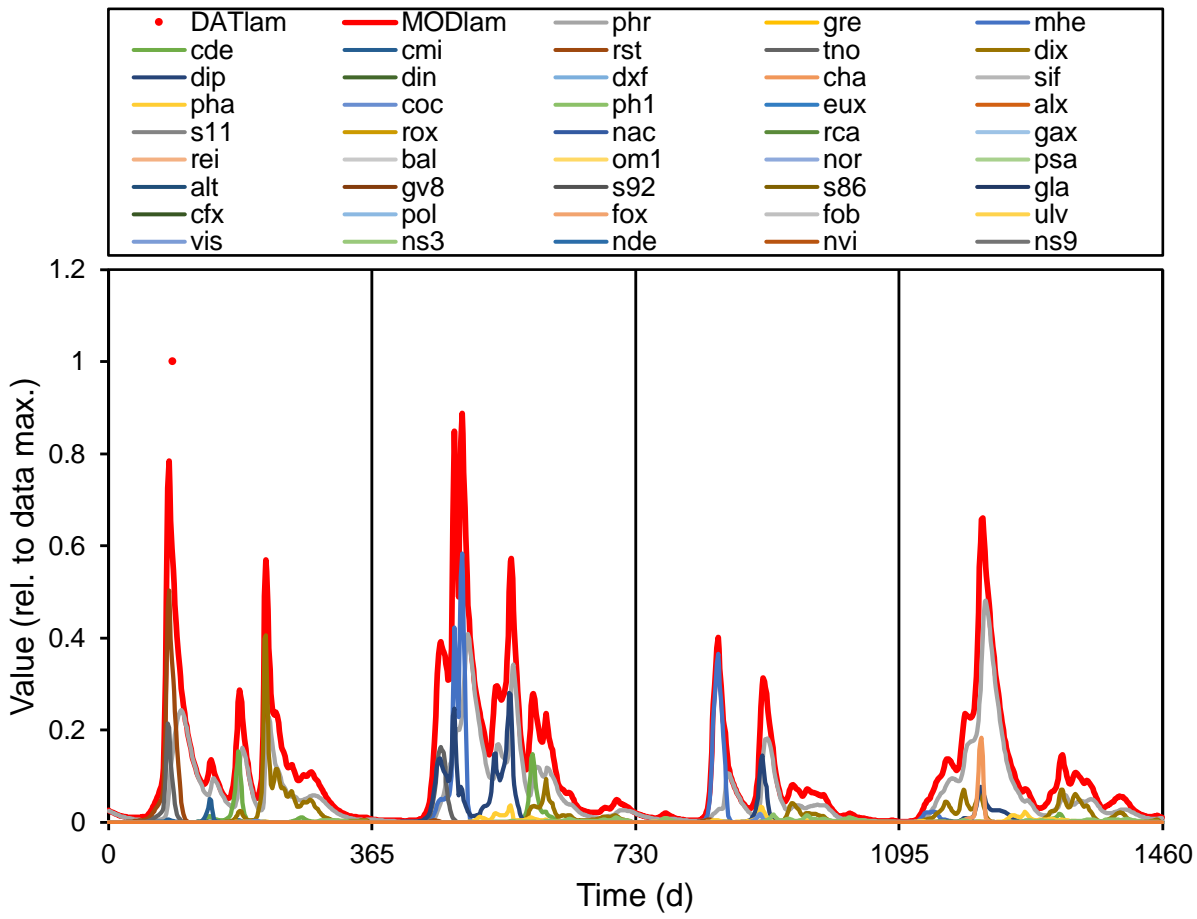 DATlam MODlam phr gre mhe
cde cmi rst tno dix
dip din dxf cha sif
pha coc ph1 eux alx
s11 rox nac rca gax
rei bal om1 nor psa
alt gv8 s92 s86 gla
cfx pol fox fob ulv
vis ns3 nde nvi ns9
1.2
1
0.8
0.6
0.4
0.2
0
Value (rel. to data max.)
0 365 730 1095 1460
Time (d)